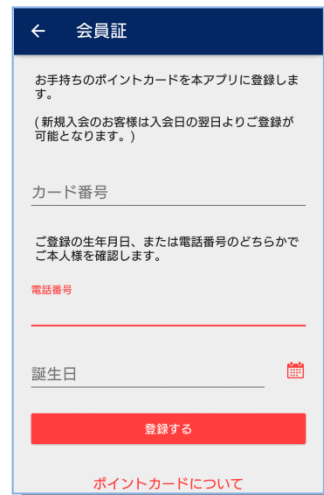 会員証
お手持ちのポイントカードを本アプリに登録しま
す。
(新規入会のお客様は入会日の翌日よりご登録が
可能となります。)
カード番号
ご登録の生年月日、または電話番号のどちらかで
ご本人様を確認します。
電話番号
誕生日
登録する
ポイントカードについて